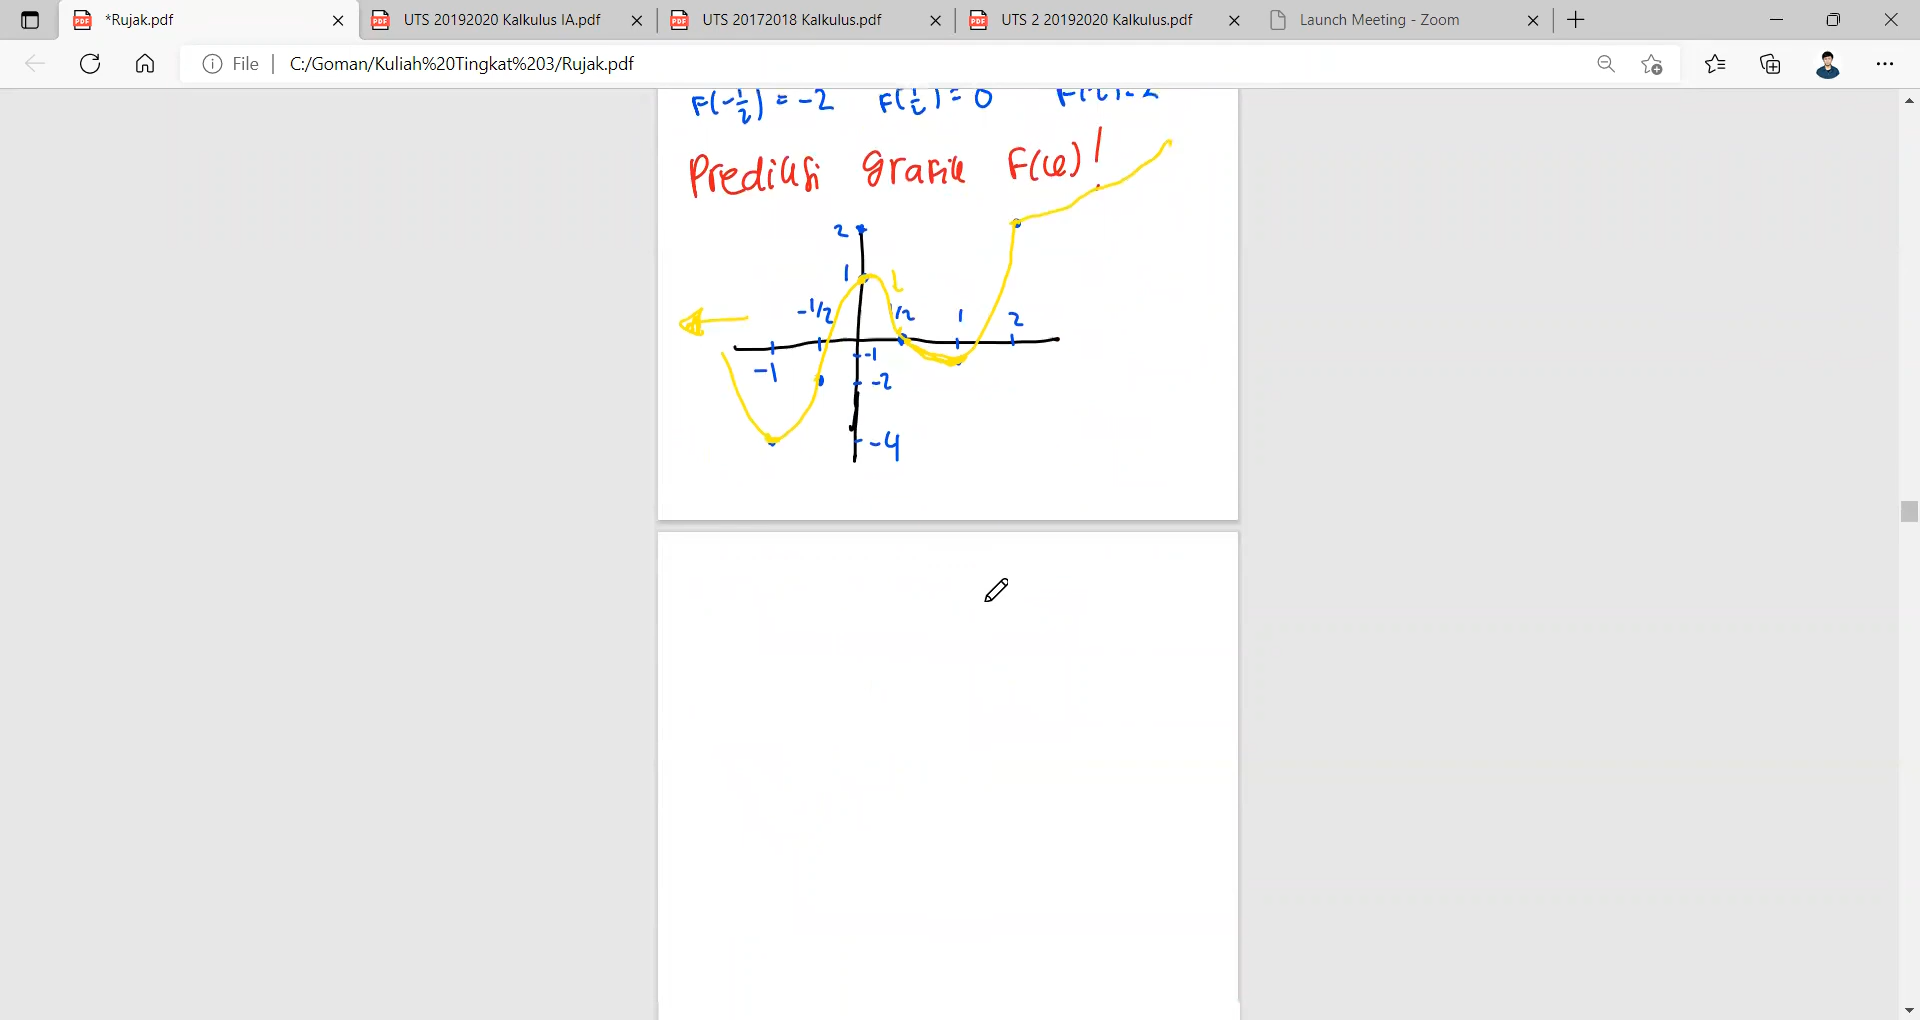 *Rujak.pdf
UTS 20192020 Kalkulus IA.pdf
UTS 20172018 Kalkulus.pdf
UTS 2 20192020 Kalkulus.pdf
Launch Meeting - Zoom
File
C:/Goman/Kuliah%20Tingkat%203/Rujak.pdf
F(-1/2) = -2 F(1/2) = 0
Prediksi Grafik F(x)!
2
1
-1/2 1/2 1 2
-1 -1
-2
-4